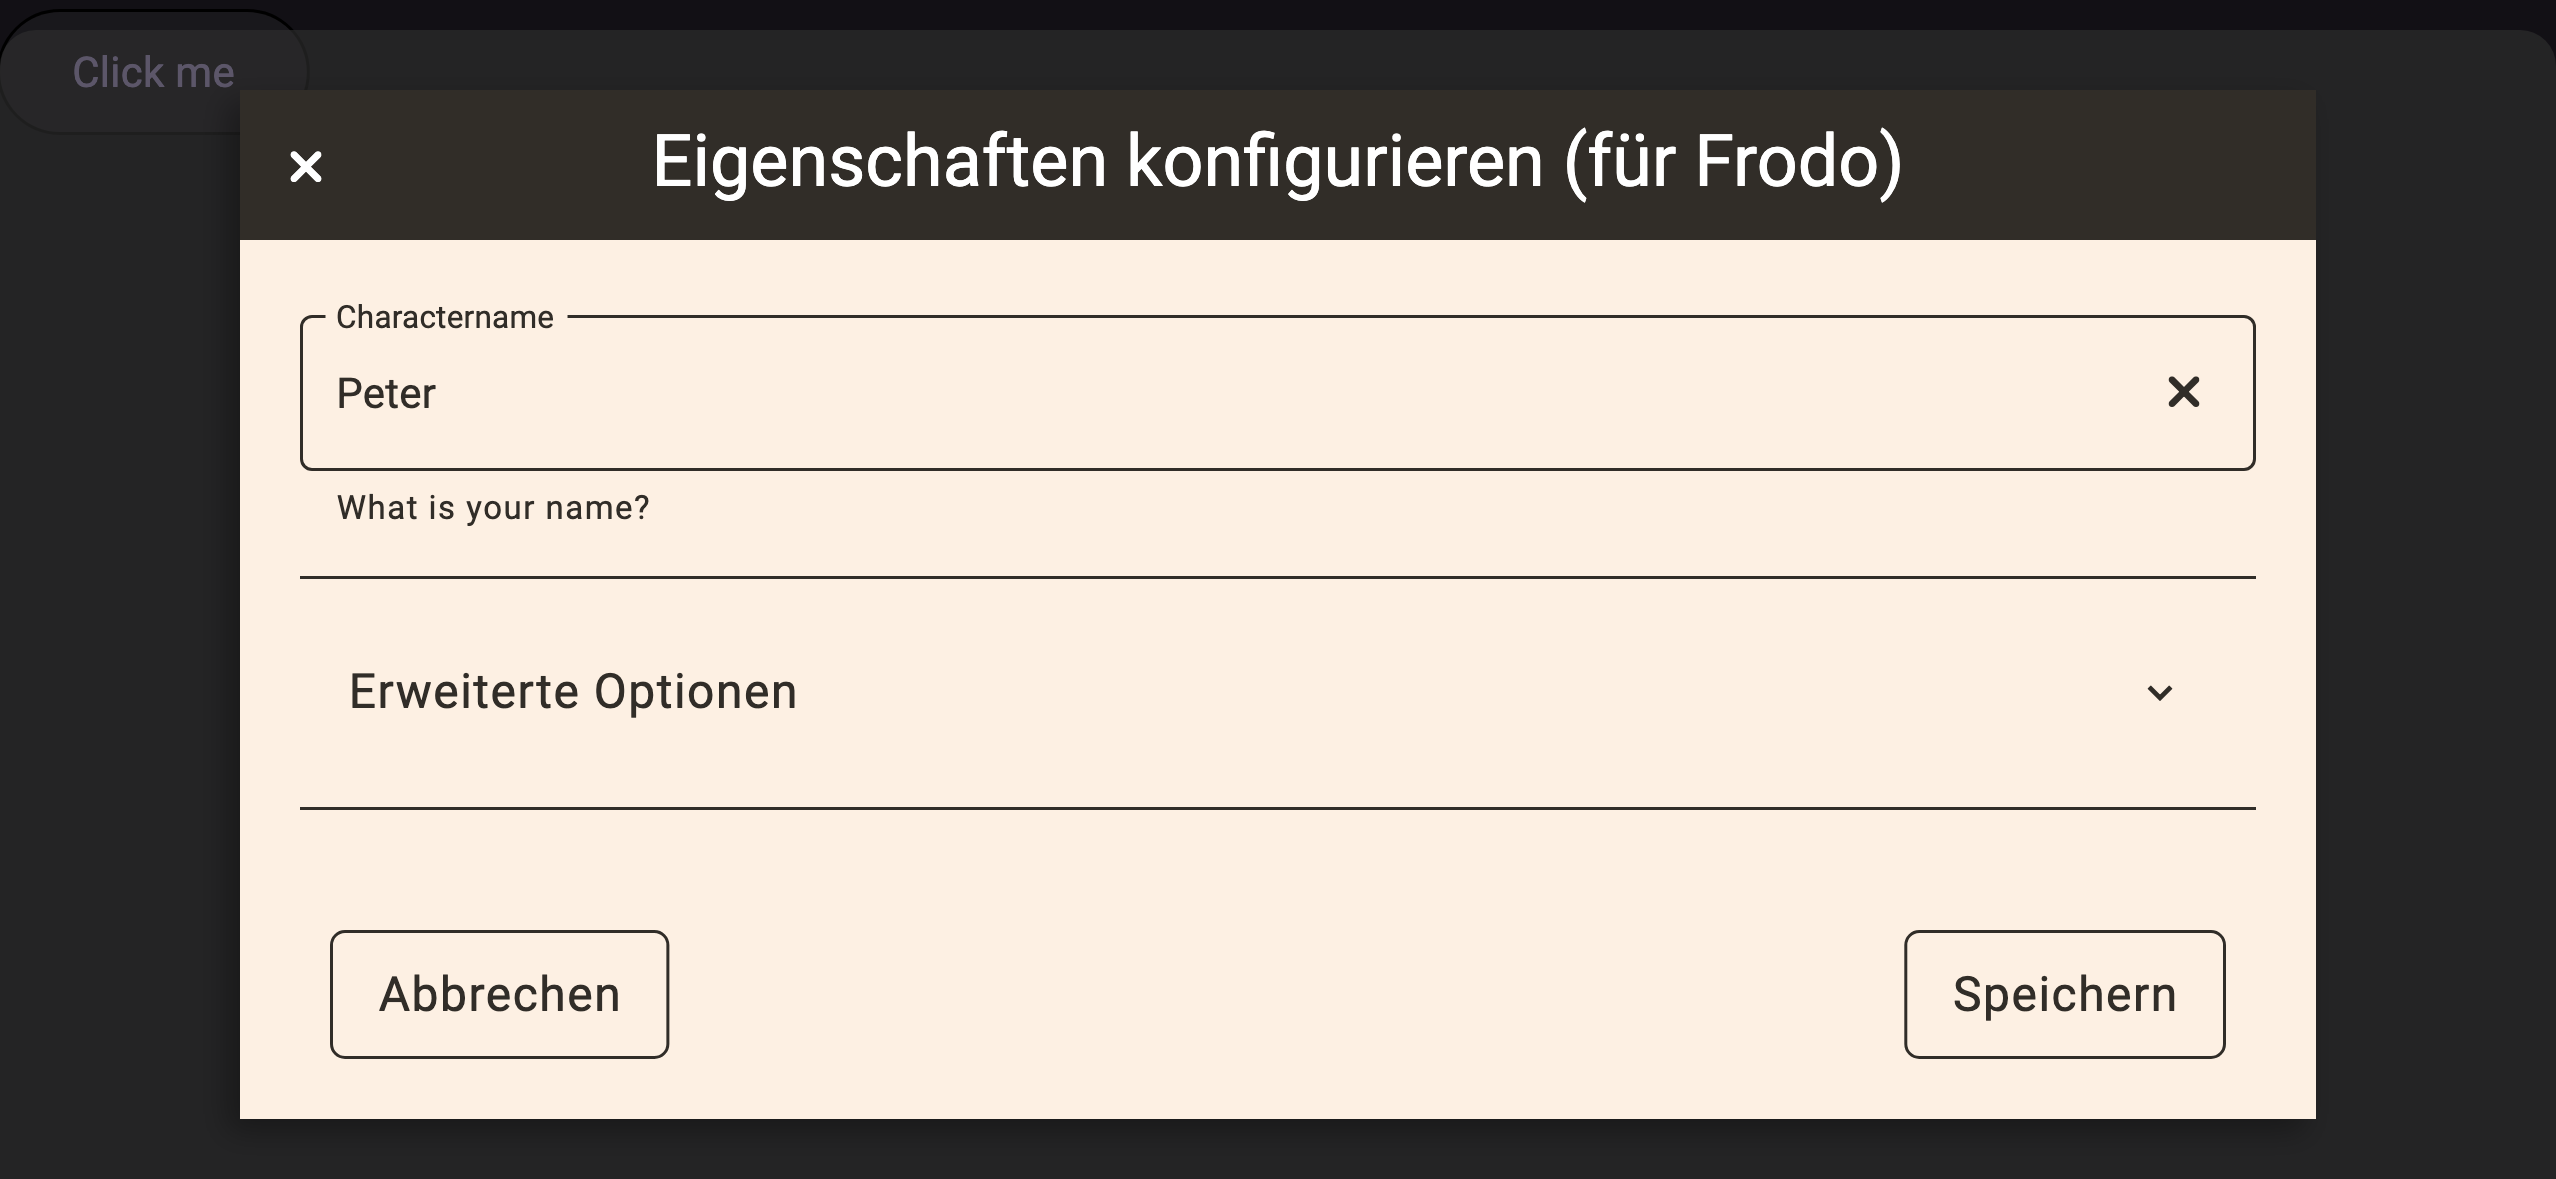 Click me
Eigenschaften konfigurieren (für Frodo)
Charactername
Peter
What is your name?
Erweiterte Optionen
Abbrechen
Speichern